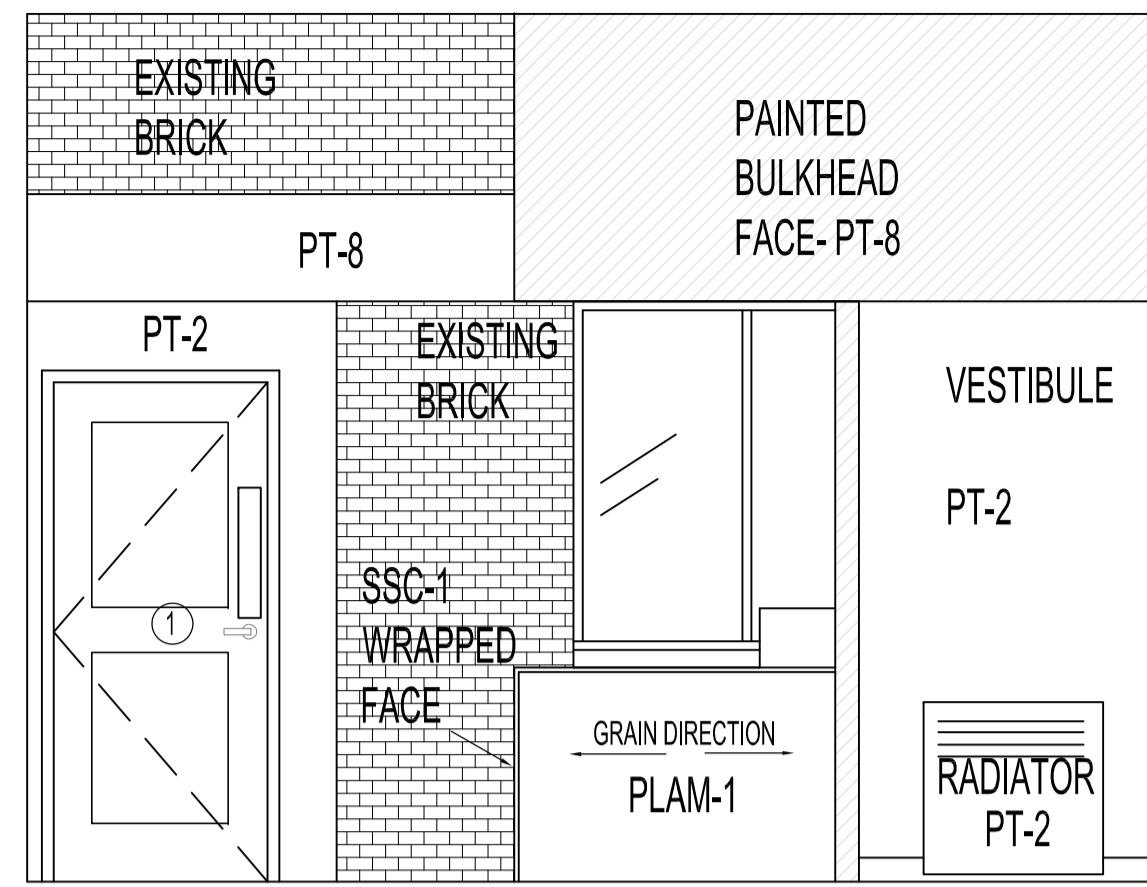 EXISTING
BRICK
PAINTED
BULKHEAD
FACE- PT-8
PT-8
PT-2
EXISTING
BRICK
VESTIBULE
PT-2
SSC-1
WRAPPED
FACE
1
GRAIN DIRECTION
PLAM-1
RADIATOR
PT-2